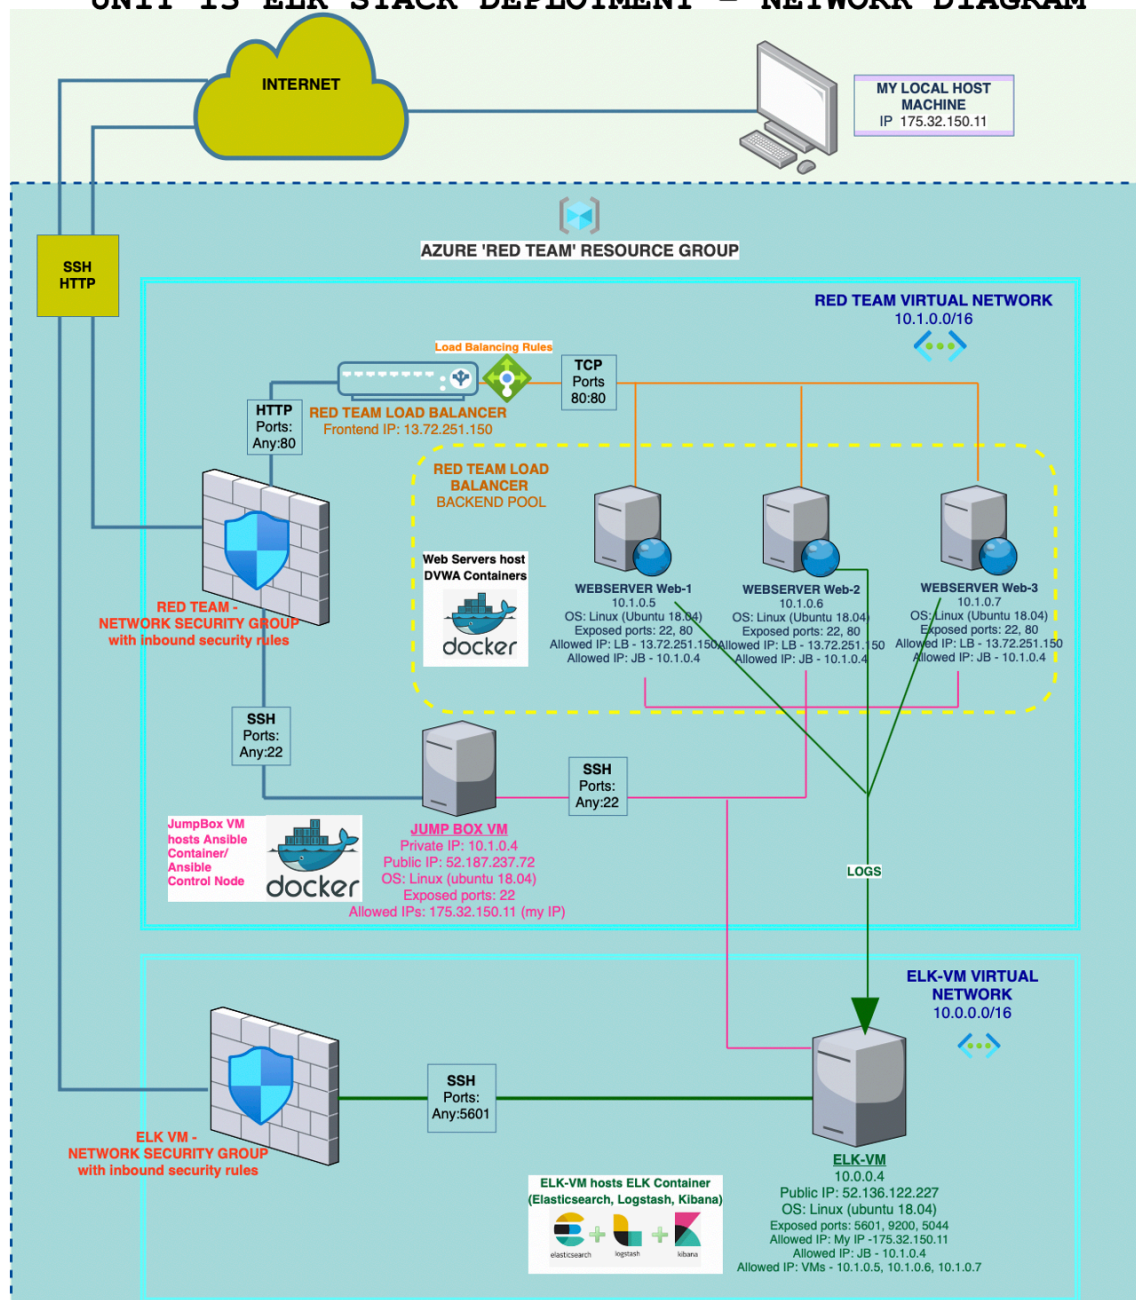 UNIT 13 ELK STACK DEPLOYMENT - NETWORK DIAGRAM
INTERNET
MY LOCAL HOST
MACHINE
IP 175.32.150.11
SSH
HTTP
AZURE 'RED TEAM' RESOURCE GROUP
RED TEAM VIRTUAL NETWORK
10.1.0.0/16
Load Balancing Rules
TCP
Ports
80:80
HTTP
Ports:
Any:80
RED TEAM LOAD BALANCER
Frontend IP: 13.72.251.150
RED TEAM LOAD
BALANCER
BACKEND POOL
Web Servers host
DVWA Containers
docker
WEBSERVER Web-1
10.1.0.5
OS: Linux (Ubuntu 18.04)
Exposed ports: 22, 80
Allowed IP: LB - 13.72.251.150
Allowed IP: JB - 10.1.0.4
WEBSERVER Web-2
10.1.0.6
OS: Linux (Ubuntu 18.04)
Exposed ports: 22, 80
Allowed IP: LB - 13.72.251.150
Allowed IP: JB - 10.1.0.4
WEBSERVER Web-3
10.1.0.7
OS: Linux (Ubuntu 18.04)
Exposed ports: 22, 80
Allowed IP: LB - 13.72.251.150
Allowed IP: JB - 10.1.0.4
RED TEAM -
NETWORK SECURITY GROUP
with inbound security rules
SSH
Ports:
Any:22
SSH
Ports:
Any:22
JumpBox VM
hosts Ansible
Container/
Ansible
Control Node
docker
JUMP BOX VM
Private IP: 10.1.0.4
Public IP: 52.187.237.72
OS: Linux (ubuntu 18.04)
Exposed ports: 22
Allowed IPs: 175.32.150.11 (my IP)
LOGS
ELK-VM VIRTUAL
NETWORK
10.0.0.0/16
SSH
Ports:
Any:5601
ELK VM -
NETWORK SECURITY GROUP
with inbound security rules
ELK-VM hosts ELK Container
(Elasticsearch, Logstash, Kibana)
elasticsearch
logstash
kibana
ELK-VM
10.0.0.4
Public IP: 52.136.122.227
OS: Linux (ubuntu 18.04)
Exposed ports: 5601, 9200, 5044
Allowed IP: My IP -175.32.150.11
Allowed IP: JB - 10.1.0.4
Allowed IP: VMs - 10.1.0.5, 10.1.0.6, 10.1.0.7